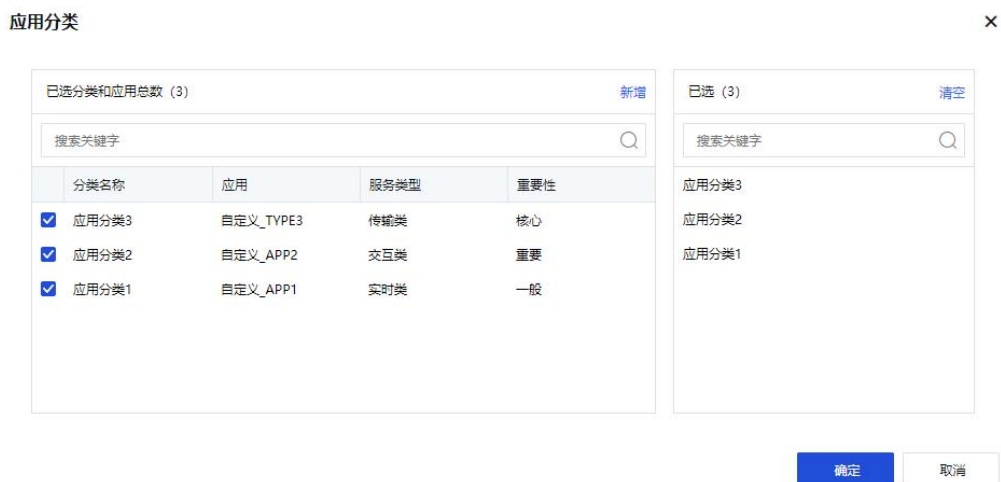 应用分类
已选分类和应用总数（3） 新增
搜索关键字
分类名称 应用 服务类型 重要性
应用分类3 自定义_TYPE3 传输类 核心
应用分类2 自定义_APP2 交互类 重要
应用分类1 自定义_APP1 实时类 一般
已选（3） 清空
搜索关键字
应用分类3
应用分类2
应用分类1
确定 取消